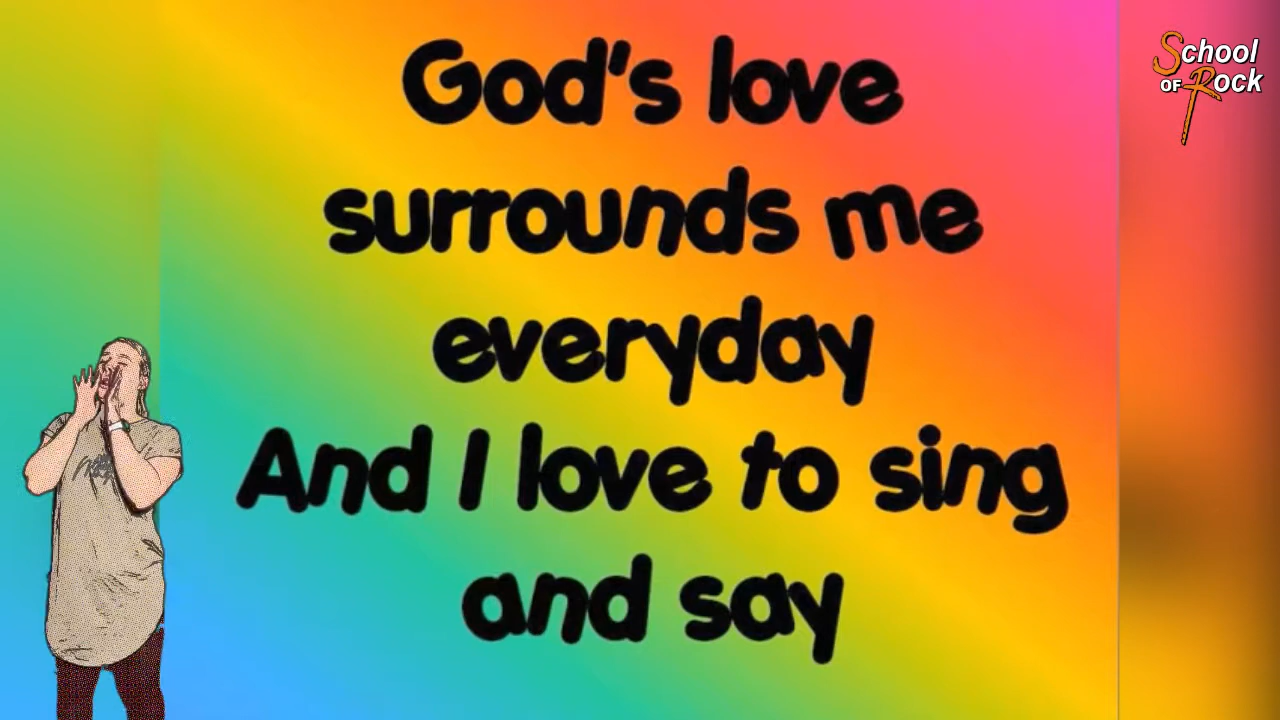 God's love
surrounds me
everyday
And I love to sing
and say
School
OF Rock